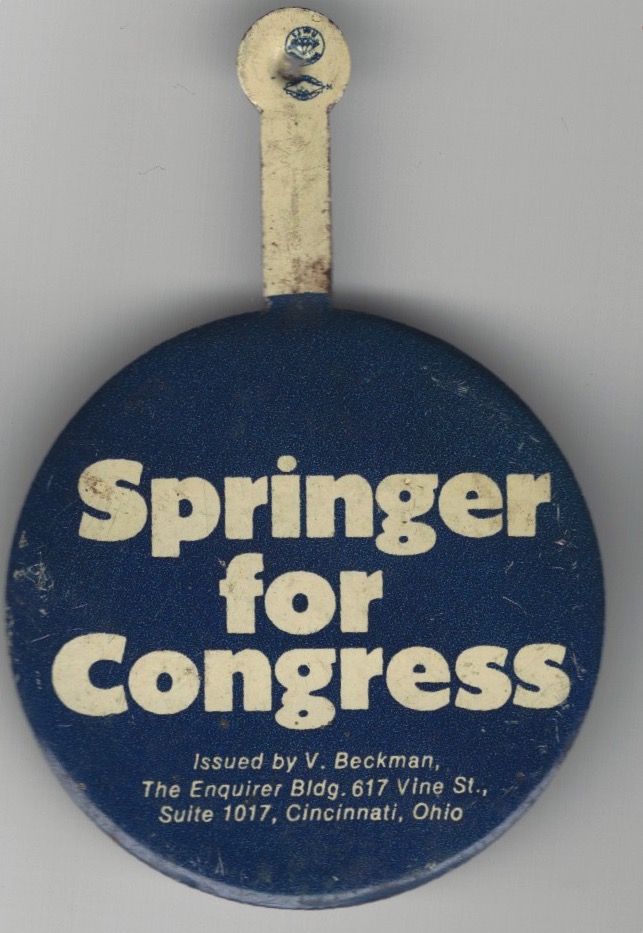 Springer
for
Congress
Issued by V. Beckman,
The Enquirer Bldg. 617 Vine St.,
Suite 1017, Cincinnati, Ohio